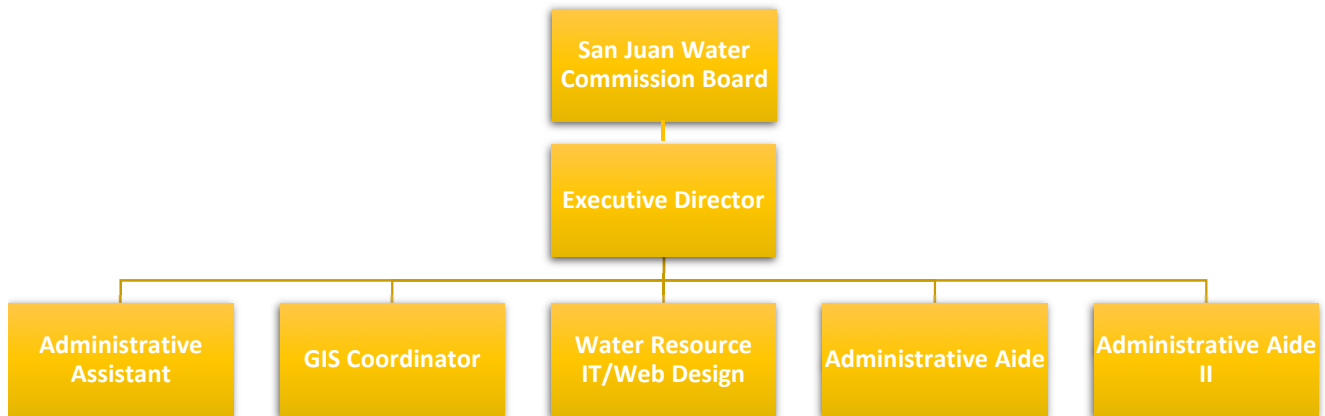 San Juan Water
Commission Board
Executive Director
Administrative
Assistant
GIS Coordinator
Water Resource
IT/Web Design
Administrative Aide
Administrative Aide
II